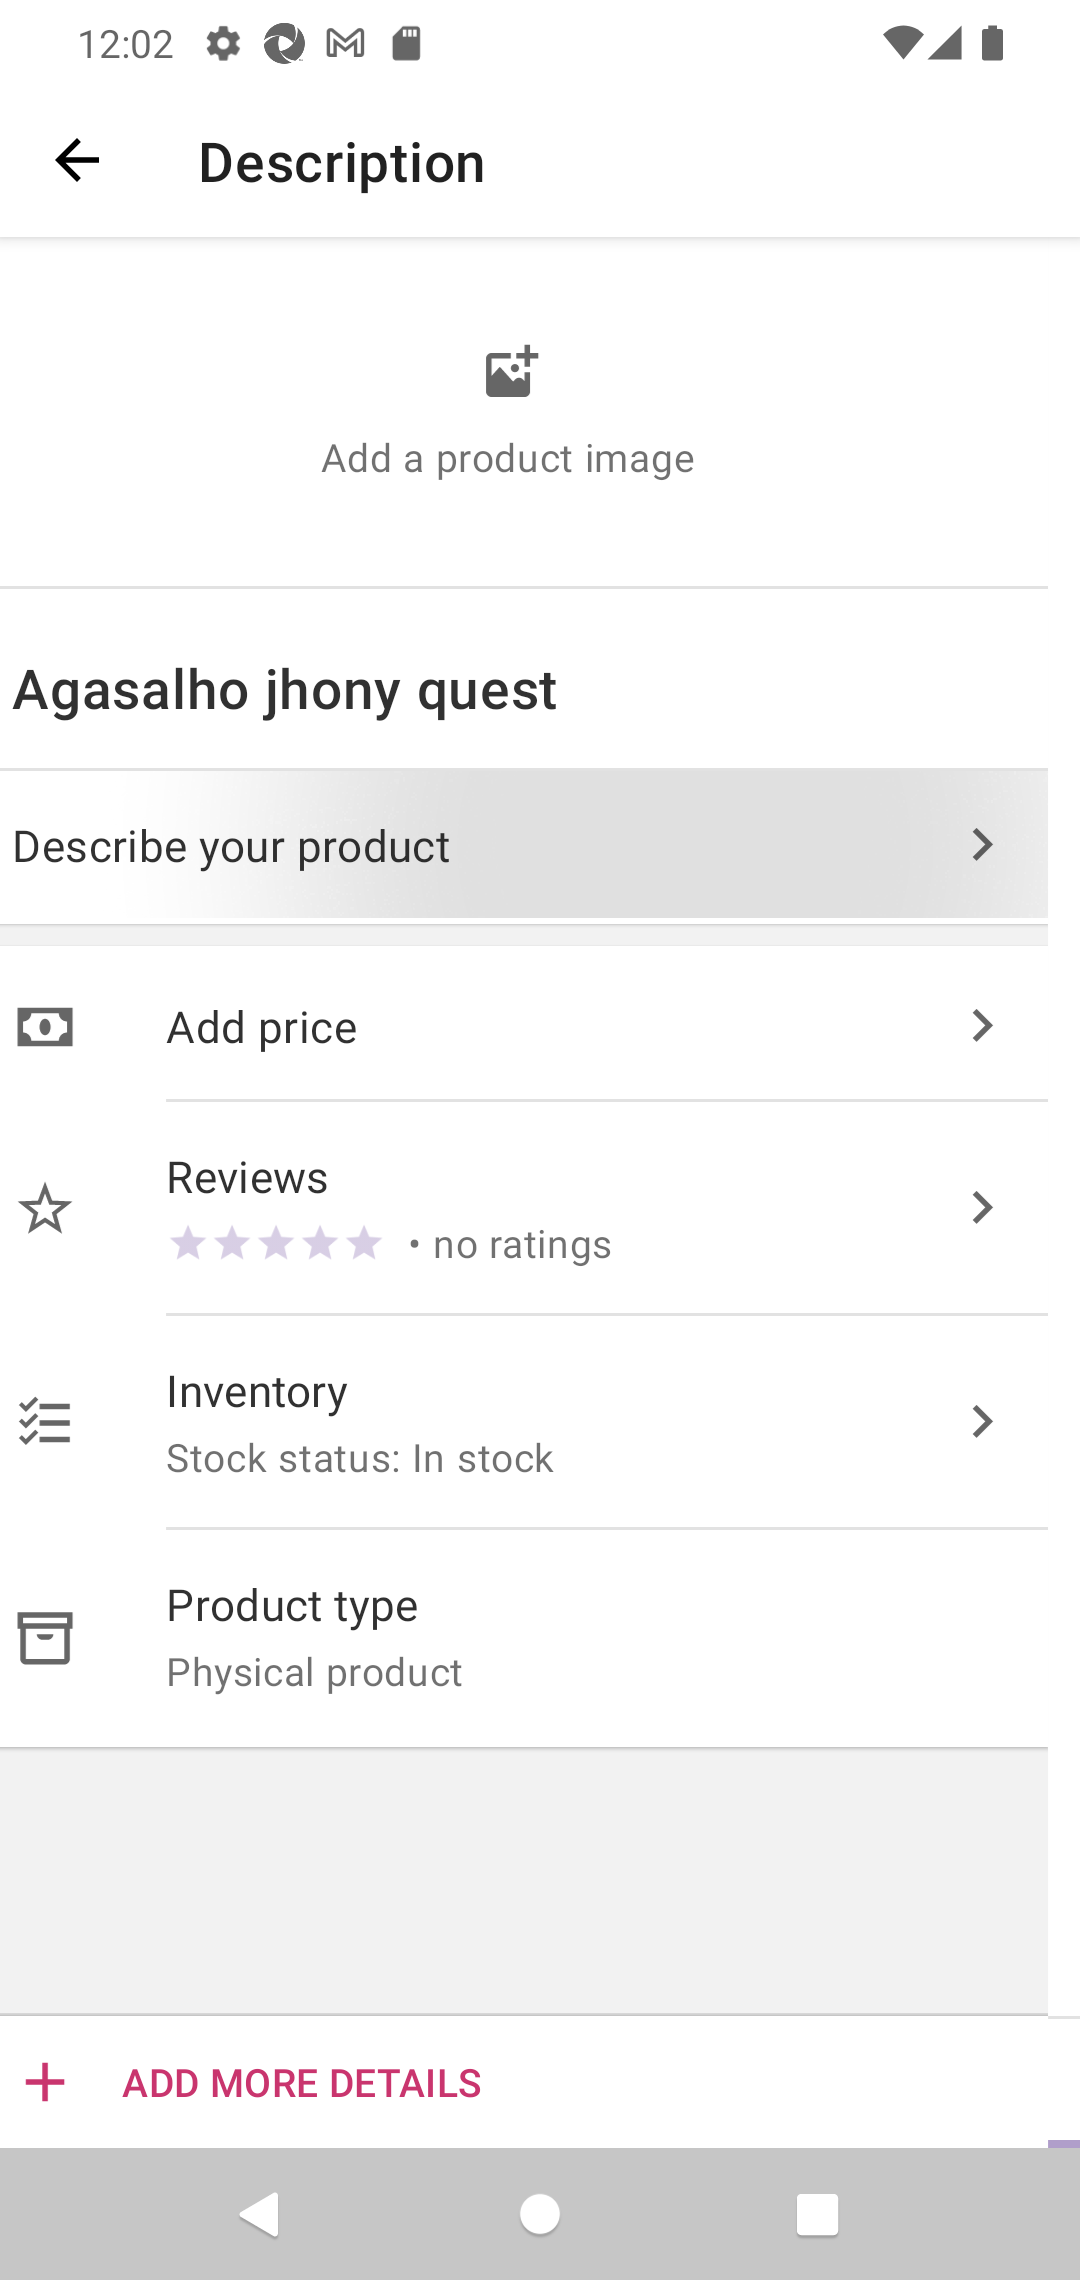 12:02
Description
Add a product image
Agasalho jhony quest
Describe your product
Add price
Reviews
• no ratings
Inventory
Stock status: In stock
Product type
Physical product
ADD MORE DETAILS